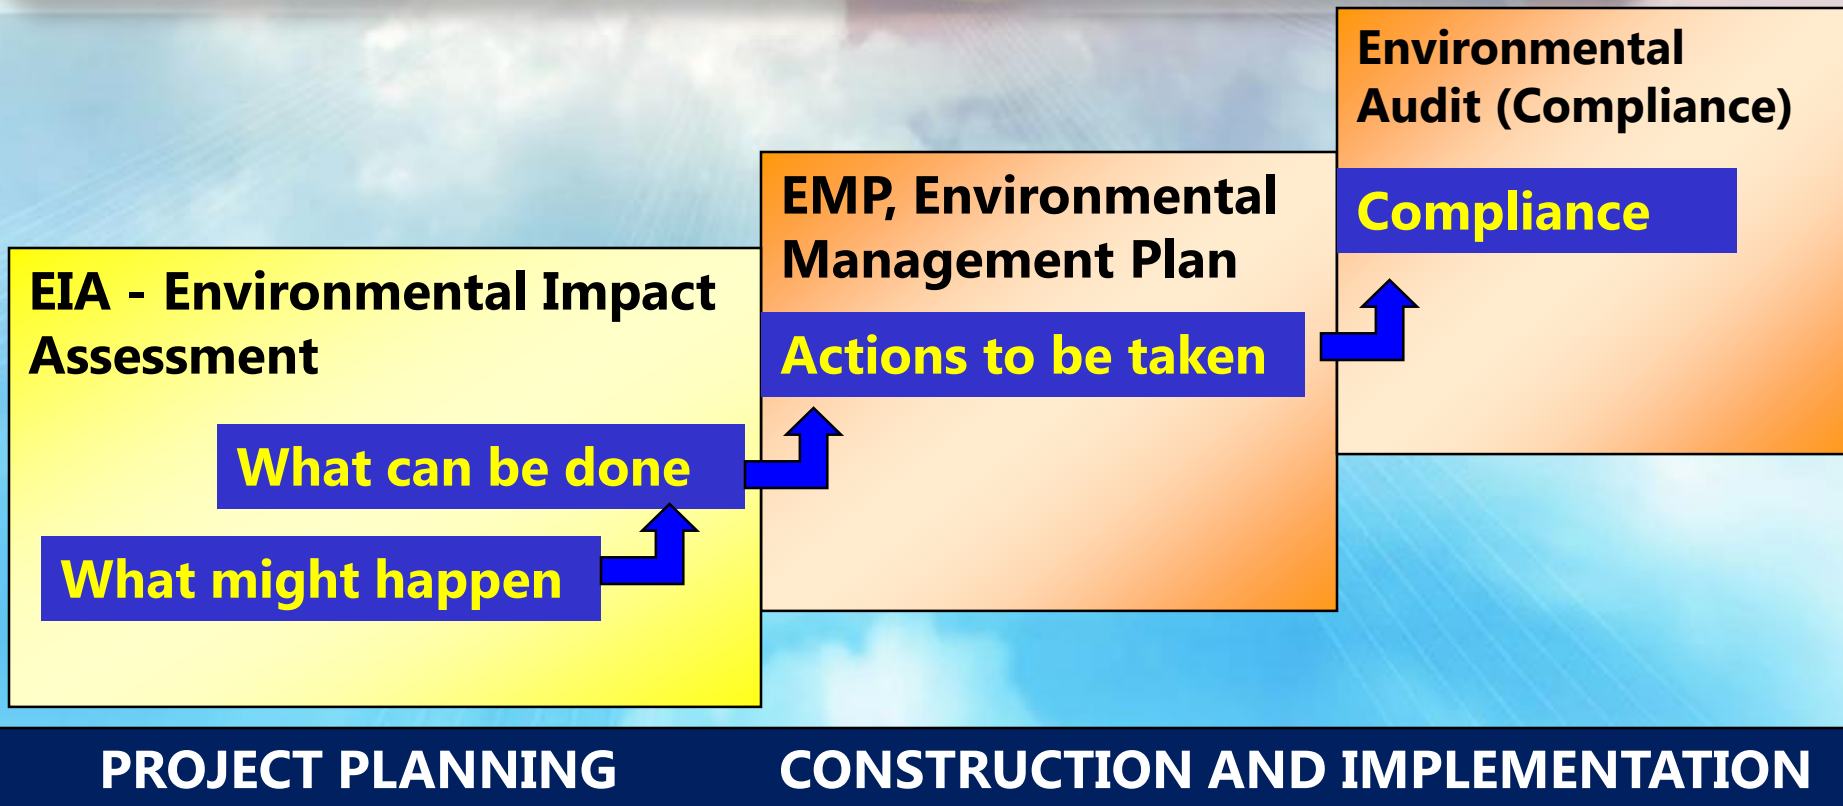 EIA - Environmental Impact
Assessment
What can be done
What might happen
EMP, Environmental
Management Plan
Actions to be taken
Environmental
Audit (Compliance)
Compliance
PROJECT PLANNING
CONSTRUCTION AND IMPLEMENTATION